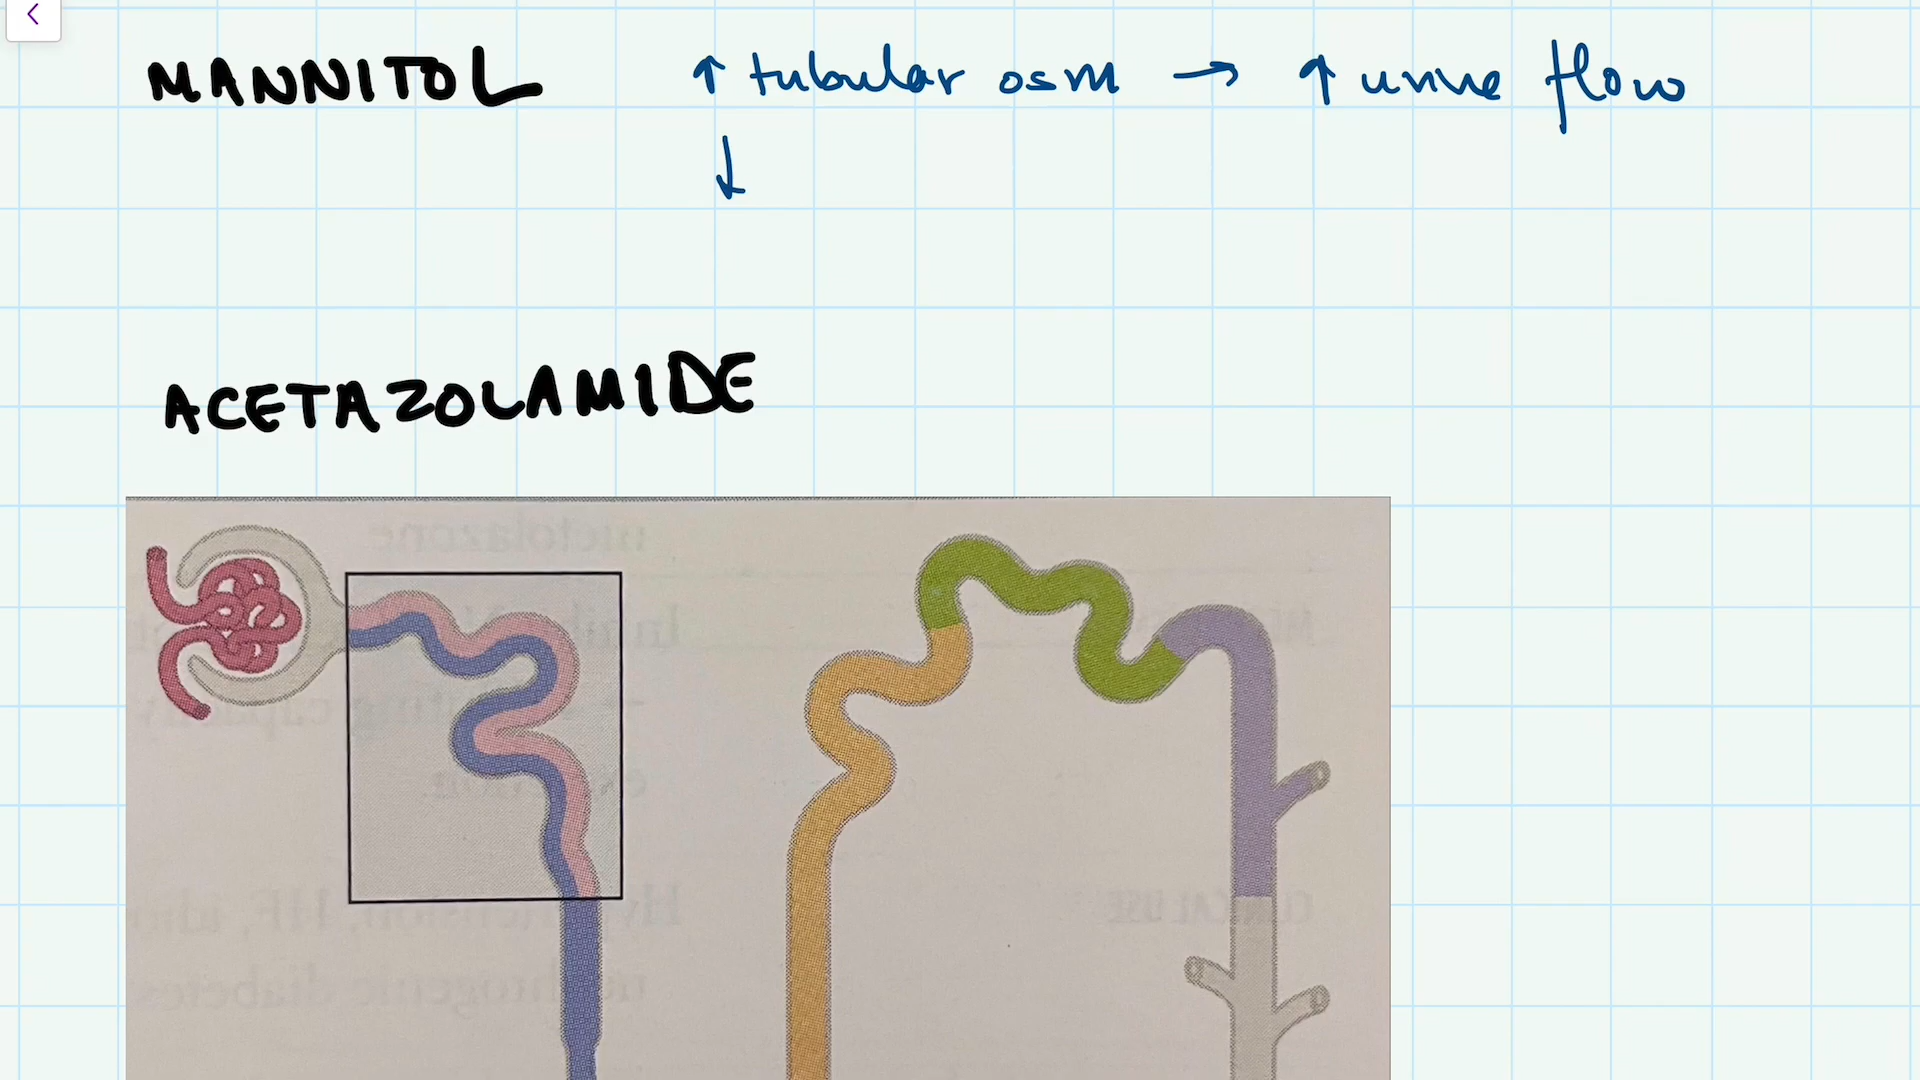 MANNITOL ↑ tubular osm → ↑ urine flow
↓
ACETAZOLAMIDE